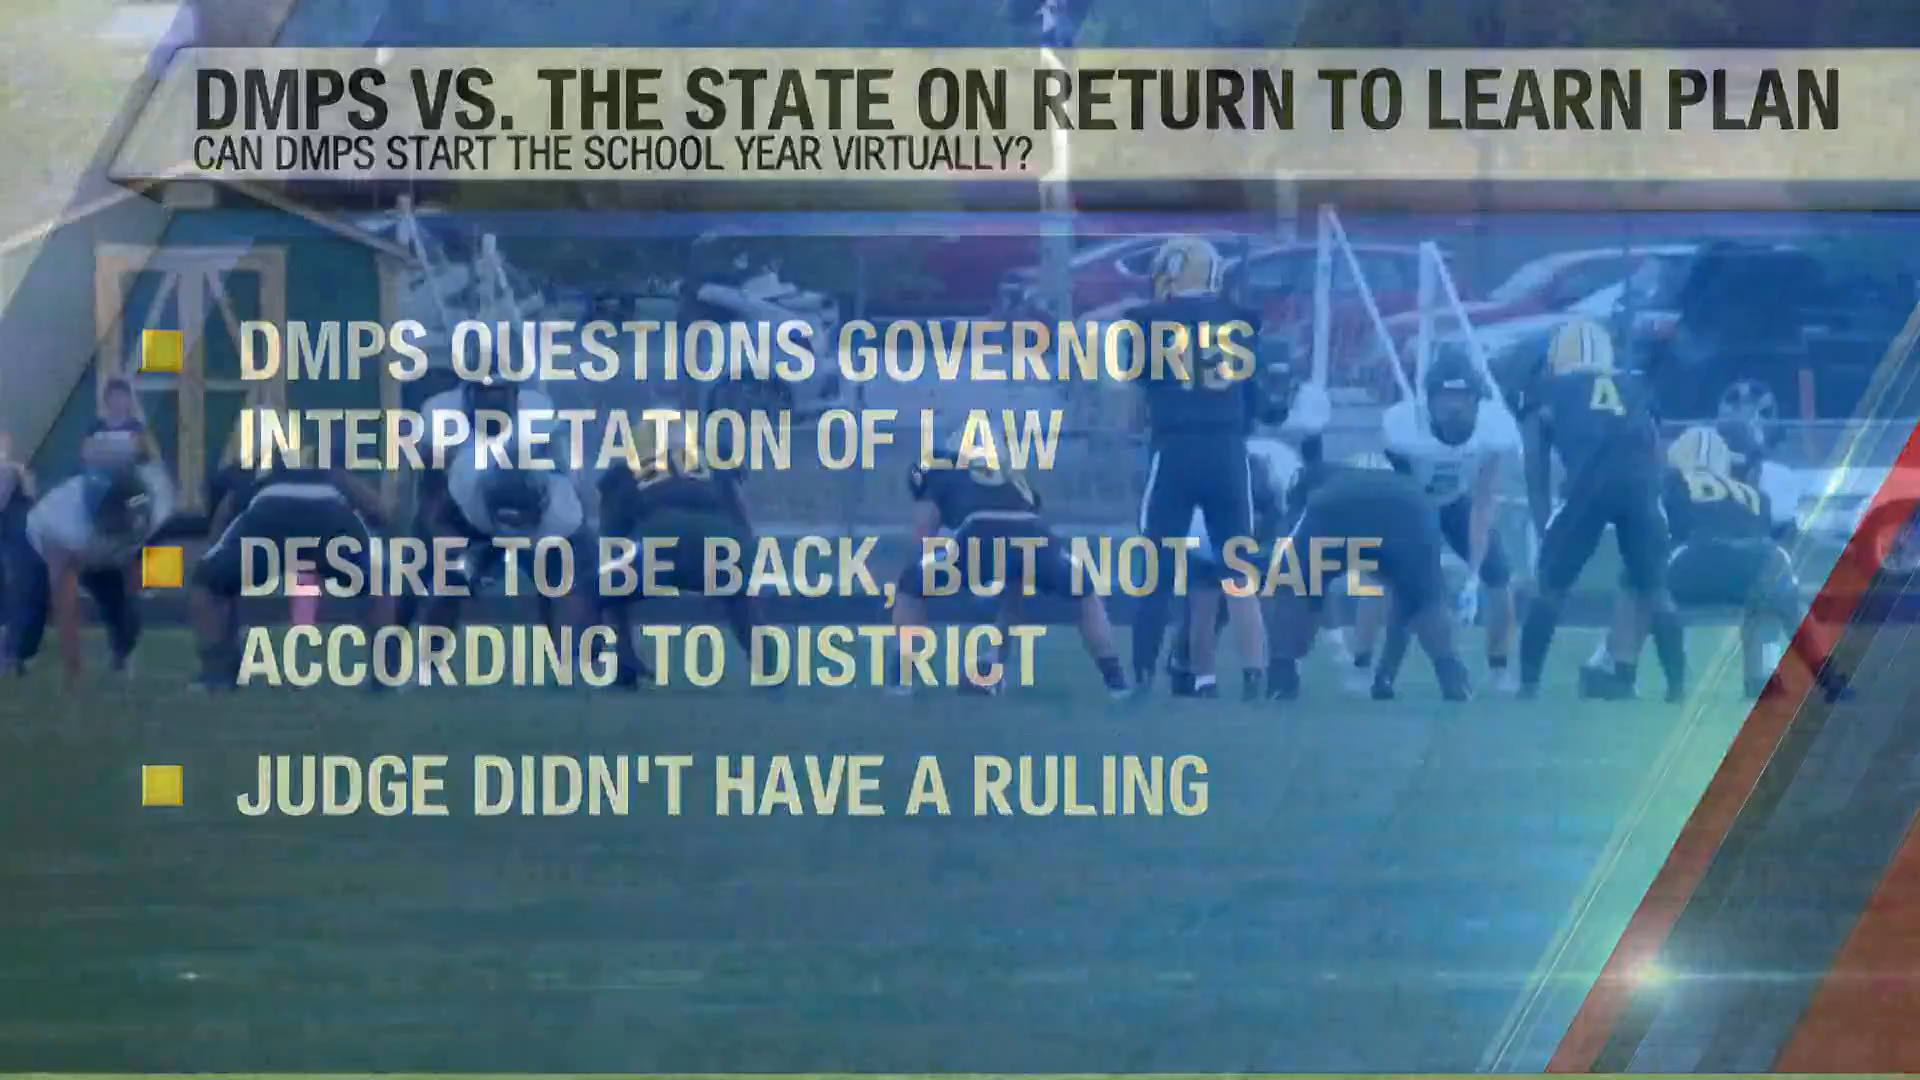 DMPS VS. THE STATE ON RETURN TO LEARN PLAN
CAN DMPS START THE SCHOOL YEAR VIRTUALLY?
DMPS QUESTIONS GOVERNOR'S
INTERPRETATION OF LAW
DESIRE TO BE BACK, BUT NOT SAFE
ACCORDING TO DISTRICT
JUDGE DIDN'T HAVE A RULING
4